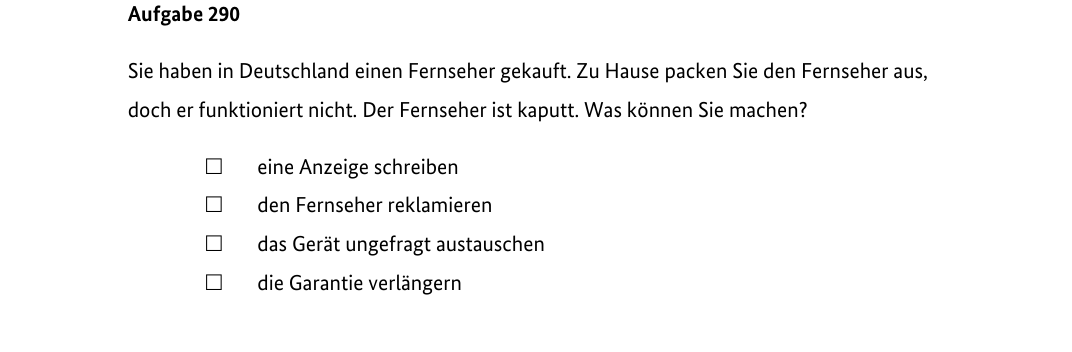 Aufgabe 290
Sie haben in Deutschland einen Fernseher gekauft. Zu Hause packen Sie den Fernseher aus,
doch er funktioniert nicht. Der Fernseher ist kaputt. Was können Sie machen?
☐ eine Anzeige schreiben
☐ den Fernseher reklamieren
☐ das Gerät ungefragt austauschen
☐ die Garantie verlängern